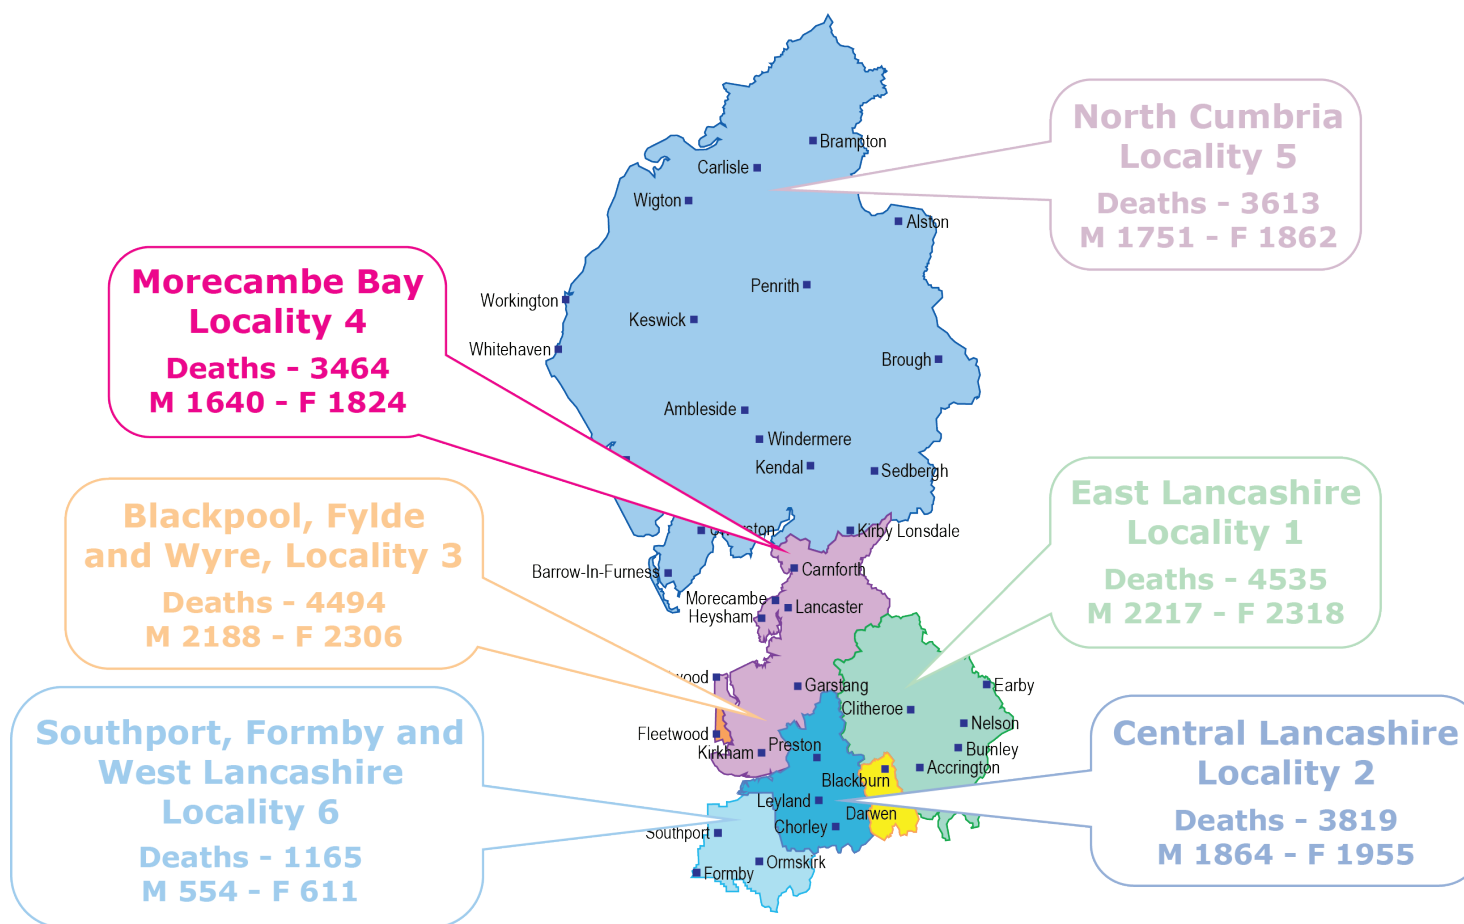 North Cumbria
Locality 5
Deaths - 3613
M 1751 - F 1862
Morecambe Bay
Locality 4
Deaths - 3464
M 1640 - F 1824
Blackpool, Fylde
and Wyre, Locality 3
Deaths - 4494
M 2188 - F 2306
East Lancashire
Locality 1
Deaths - 4535
M 2217 - F 2318
Southport, Formby and
West Lancashire
Locality 6
Deaths - 1165
M 554 - F 611
Central Lancashire
Locality 2
Deaths - 3819
M 1864 - F 1955
Brampton
Carlisle
Wigton
Alston
Penrith
Workington
Keswick
Whitehaven
Brough
Ambleside
Windermere
Kendal
Sedbergh
Kirby Lonsdale
Barrow-In-Furness
Carnforth
Morecambe
Lancaster
Heysham
Garstang
Earby
Clitheroe
Nelson
Fleetwood
Preston
Burnley
Kirkham
Accrington
Blackburn
Leyland
Darwen
Chorley
Southport
Ormskirk
Formby